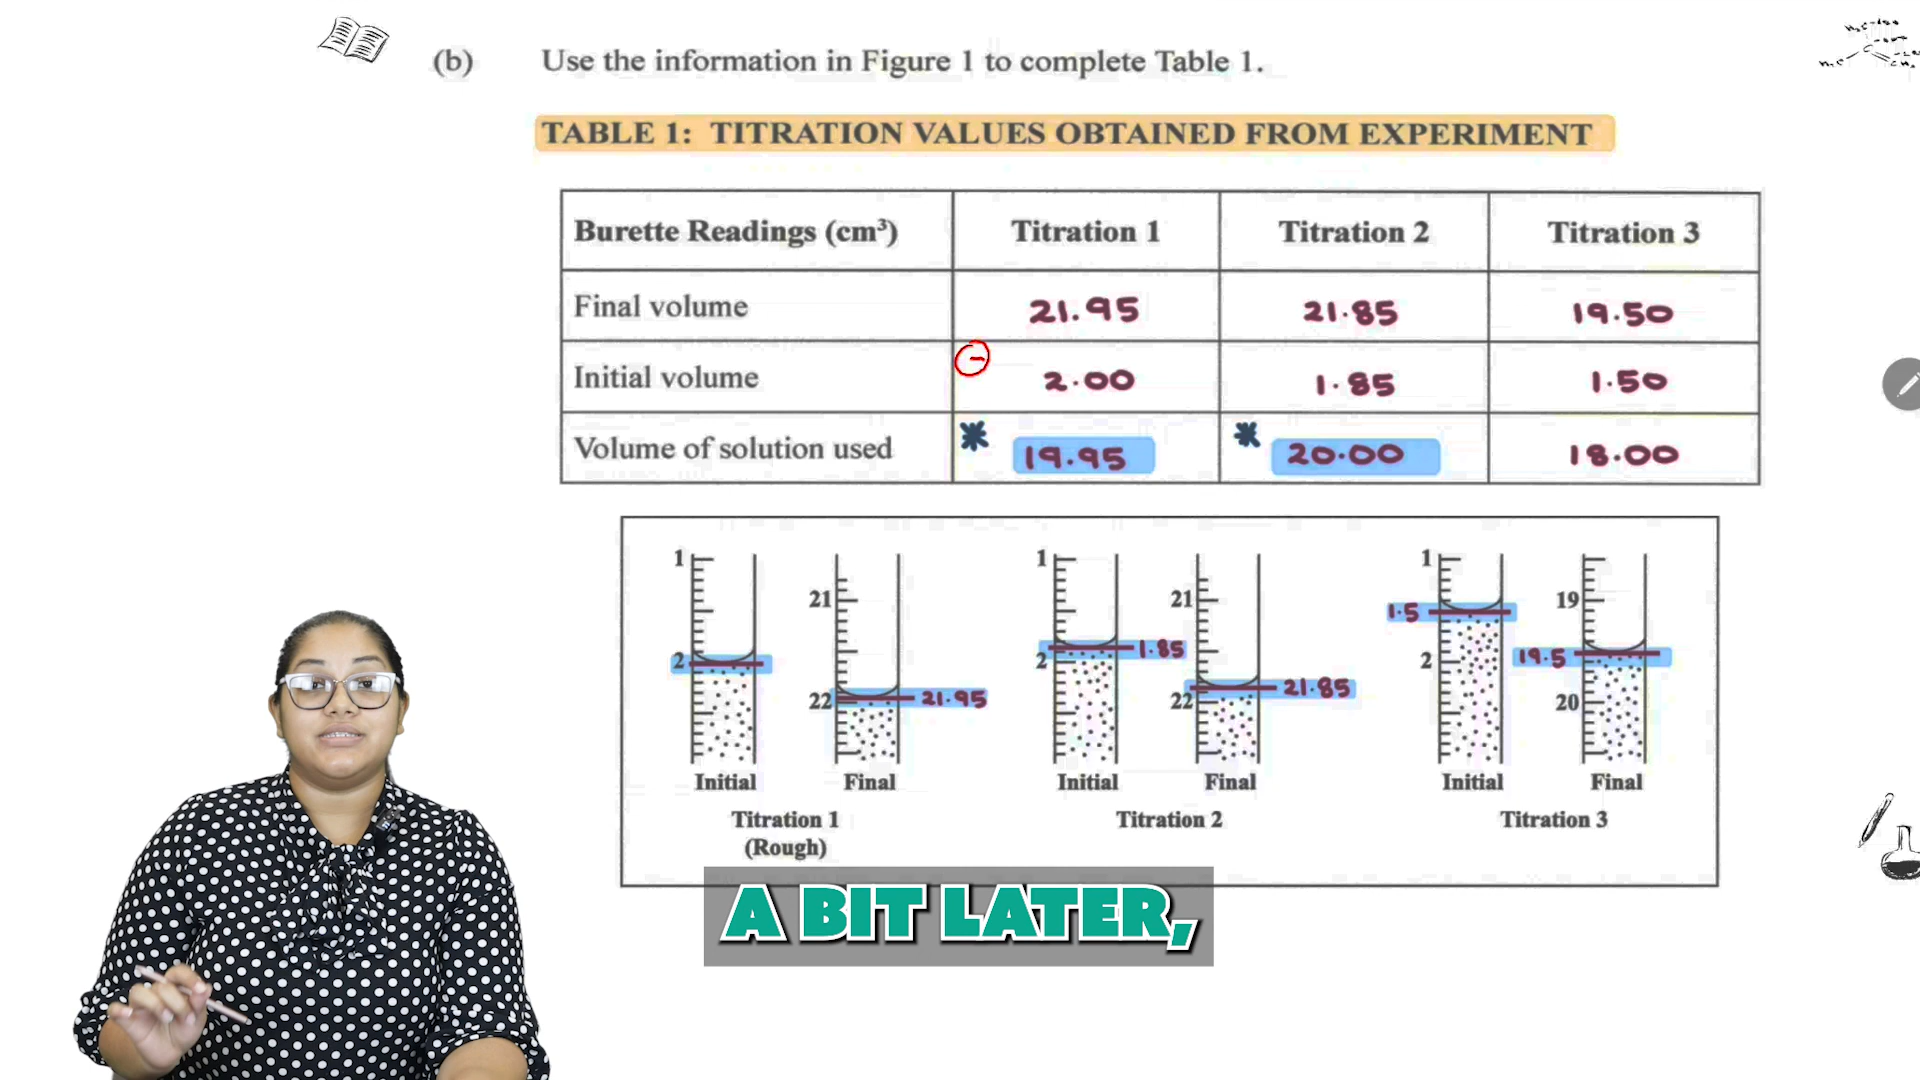 (b) Use the information in Figure 1 to complete Table 1.
TABLE 1: TITRATION VALUES OBTAINED FROM EXPERIMENT
Burette Readings (cm³) Titration 1 Titration 2 Titration 3
Final volume 21.95 21.85 19.50
Initial volume 2.00 1.85 1.50
Volume of solution used * 19.95 * 20.00 18.00
1 1 1
21 21 19
1.5
2 2 1.85 2 19.5
22 21.95 22 21.85 20
Initial Final Initial Final Initial Final
Titration 1 Titration 2 Titration 3
(Rough)
A BIT LATER,